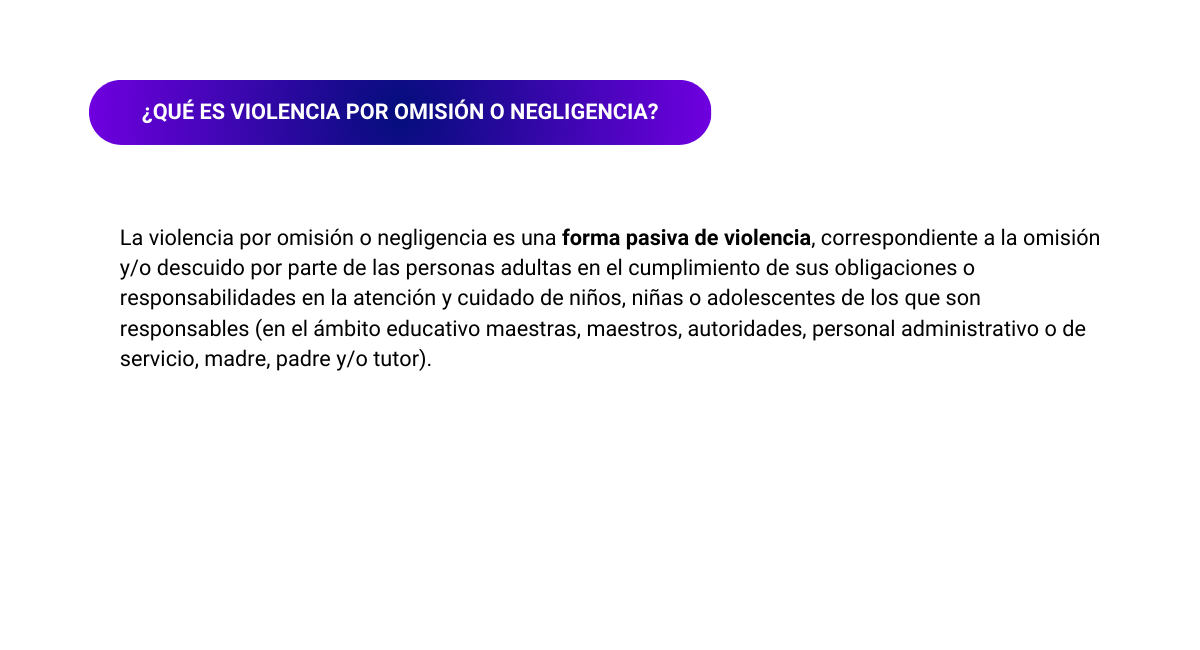 ¿QUÉ ES VIOLENCIA POR OMISIÓN O NEGLIGENCIA?
La violencia por omisión o negligencia es una forma pasiva de violencia, correspondiente a la omisión
y/o descuido por parte de las personas adultas en el cumplimiento de sus obligaciones o
responsabilidades en la atención y cuidado de niños, niñas o adolescentes de los que son
responsables (en el ámbito educativo maestras, maestros, autoridades, personal administrativo o de
servicio, madre, padre y/o tutor).